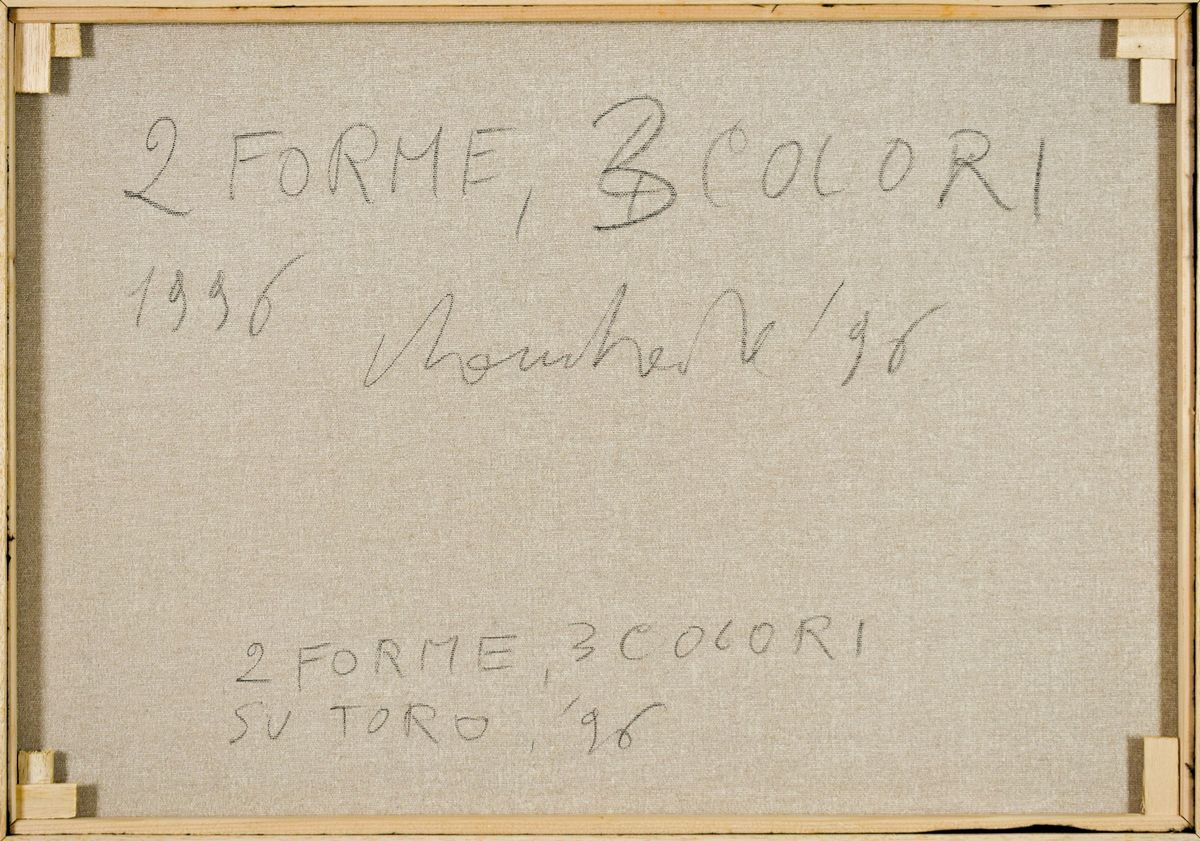 2 FORME, 3 COLORI
1996 '96
2 FORME, 3 COLORI
SU TORO, '96